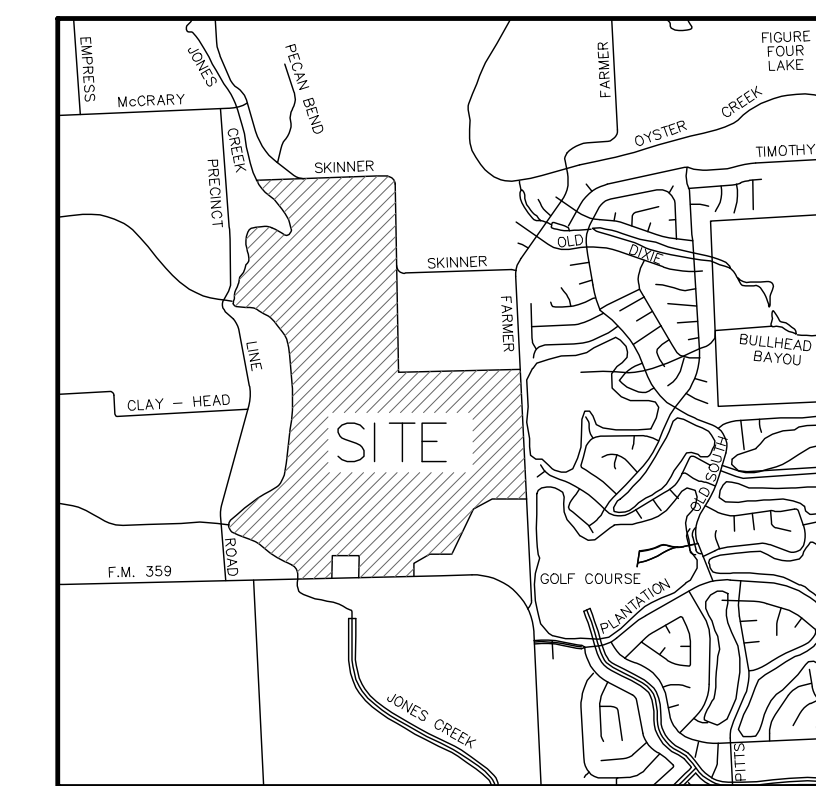 EMPRESS
JONES
PECAN BEND
FARMER
FIGURE
FOUR
LAKE
McCRARY
CREEK
PRECINCT
SKINNER
OYSTER
CREEK
TIMOTHY
OLD
DIXIE
SKINNER
FARMER
LINE
BULLHEAD
BAYOU
CLAY - HEAD
SITE
OLD SOUTH
ROAD
F.M. 359
GOLF COURSE
PLANTATION
JONES CREEK
PITTS